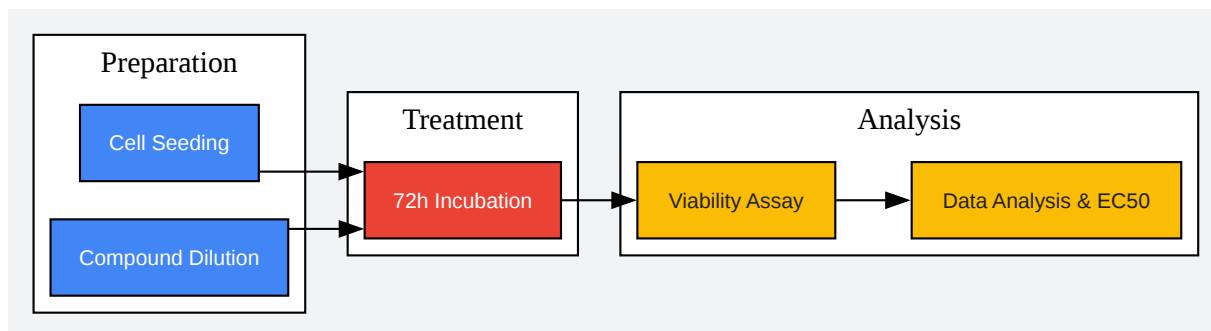 Preparation
Cell Seeding
Compound Dilution
Treatment
72h Incubation
Analysis
Viability Assay
Data Analysis & EC50